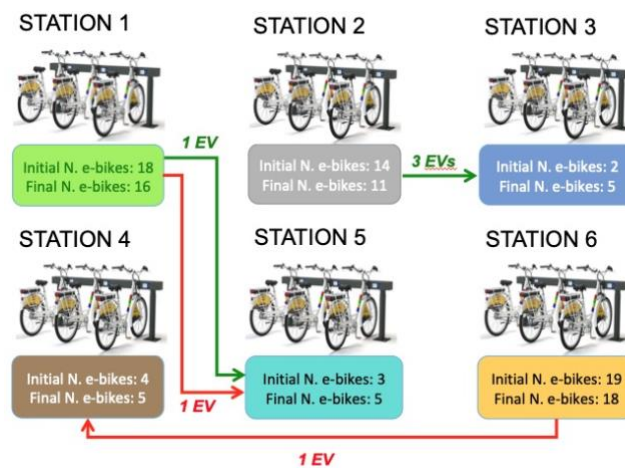 STATION 1
STATION 2
STATION 3
1 EV
Initial N. e-bikes: 18
Final N. e-bikes: 16
Initial N. e-bikes: 14
Final N. e-bikes: 11
3 EVs
Initial N. e-bikes: 2
Final N. e-bikes: 5
STATION 4
STATION 5
STATION 6
Initial N. e-bikes: 4
Final N. e-bikes: 5
1 EV
Initial N. e-bikes: 3
Final N. e-bikes: 5
Initial N. e-bikes: 19
Final N. e-bikes: 18
1 EV